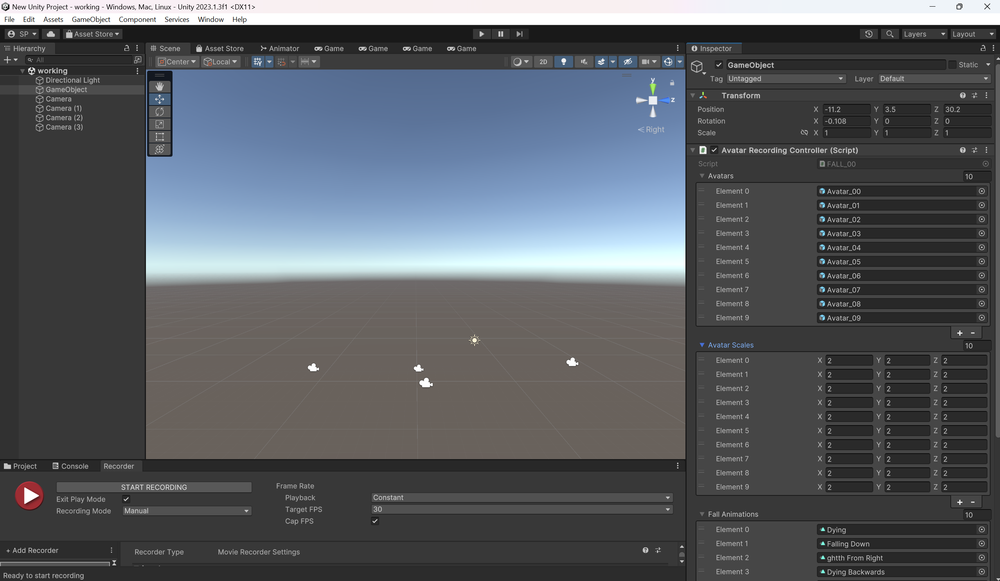 New Unity Project - working - Windows, Mac, Linux - Unity 2023.1.3f1 <DX11>
File Edit Assets GameObject Component Services Window Help
SP Asset Store Layers Layout
Hierarchy
All
working
Directional Light
GameObject
Camera
Camera (1)
Camera (2)
Camera (3)
Scene Asset Store Animator Game Game Game Game
Center Local 2D
y
z
Right
Inspector
GameObject Static
Tag Untagged Layer Default
Transform
Position X -11.2 Y 3.5 Z 30.2
Rotation X -0.108 Y 0 Z 0
Scale X 1 Y 1 Z 1
# Avatar Recording Controller (Script)
Script # FALL_00
Avatars 10
Element 0 Avatar_00
Element 1 Avatar_01
Element 2 Avatar_02
Element 3 Avatar_03
Element 4 Avatar_04
Element 5 Avatar_05
Element 6 Avatar_06
Element 7 Avatar_07
Element 8 Avatar_08
Element 9 Avatar_09
+ -
Avatar Scales 10
Element 0 X 2 Y 2 Z 2
Element 1 X 2 Y 2 Z 2
Element 2 X 2 Y 2 Z 2
Element 3 X 2 Y 2 Z 2
Element 4 X 2 Y 2 Z 2
Element 5 X 2 Y 2 Z 2
Element 6 X 2 Y 2 Z 2
Element 7 X 2 Y 2 Z 2
Element 8 X 2 Y 2 Z 2
Element 9 X 2 Y 2 Z 2
+ -
Fall Animations 10
Element 0 Dying
Element 1 Falling Down
Element 2 ghtth From Right
Element 3 Dying Backwards
Project Console Recorder
START RECORDING
Exit Play Mode
Recording Mode Manual
Frame Rate
Playback Constant
Target FPS 30
Cap FPS
+ Add Recorder
Recorder Type Movie Recorder Settings
Ready to start recording